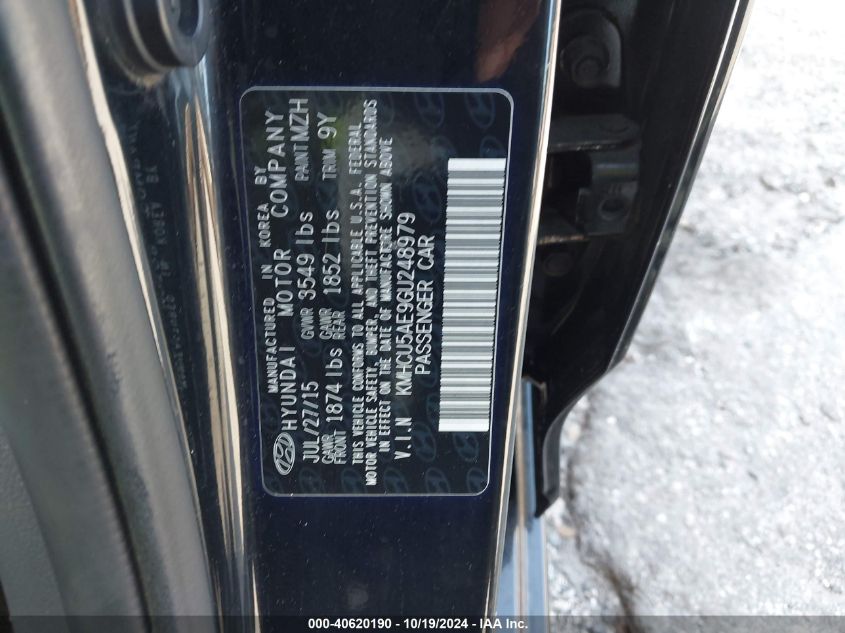 MANUFACTURED IN KOREA BY
HYUNDAI MOTOR COMPANY
JUL/27/15 GVWR 3549 lbs PAINT MZH
GAWR FRONT 1874 lbs GAWR REAR 1852 lbs TRIM 9Y
THIS VEHICLE CONFORMS TO ALL APPLICABLE U.S.A. FEDERAL
MOTOR VEHICLE SAFETY, BUMPER, AND THEFT PREVENTION STANDARDS
IN EFFECT ON THE DATE OF MANUFACTURE SHOWN ABOVE
V.I.N KMHCU5AE9GU248979
PASSENGER CAR
000-40620190 - 10/19/2024 - IAA Inc.